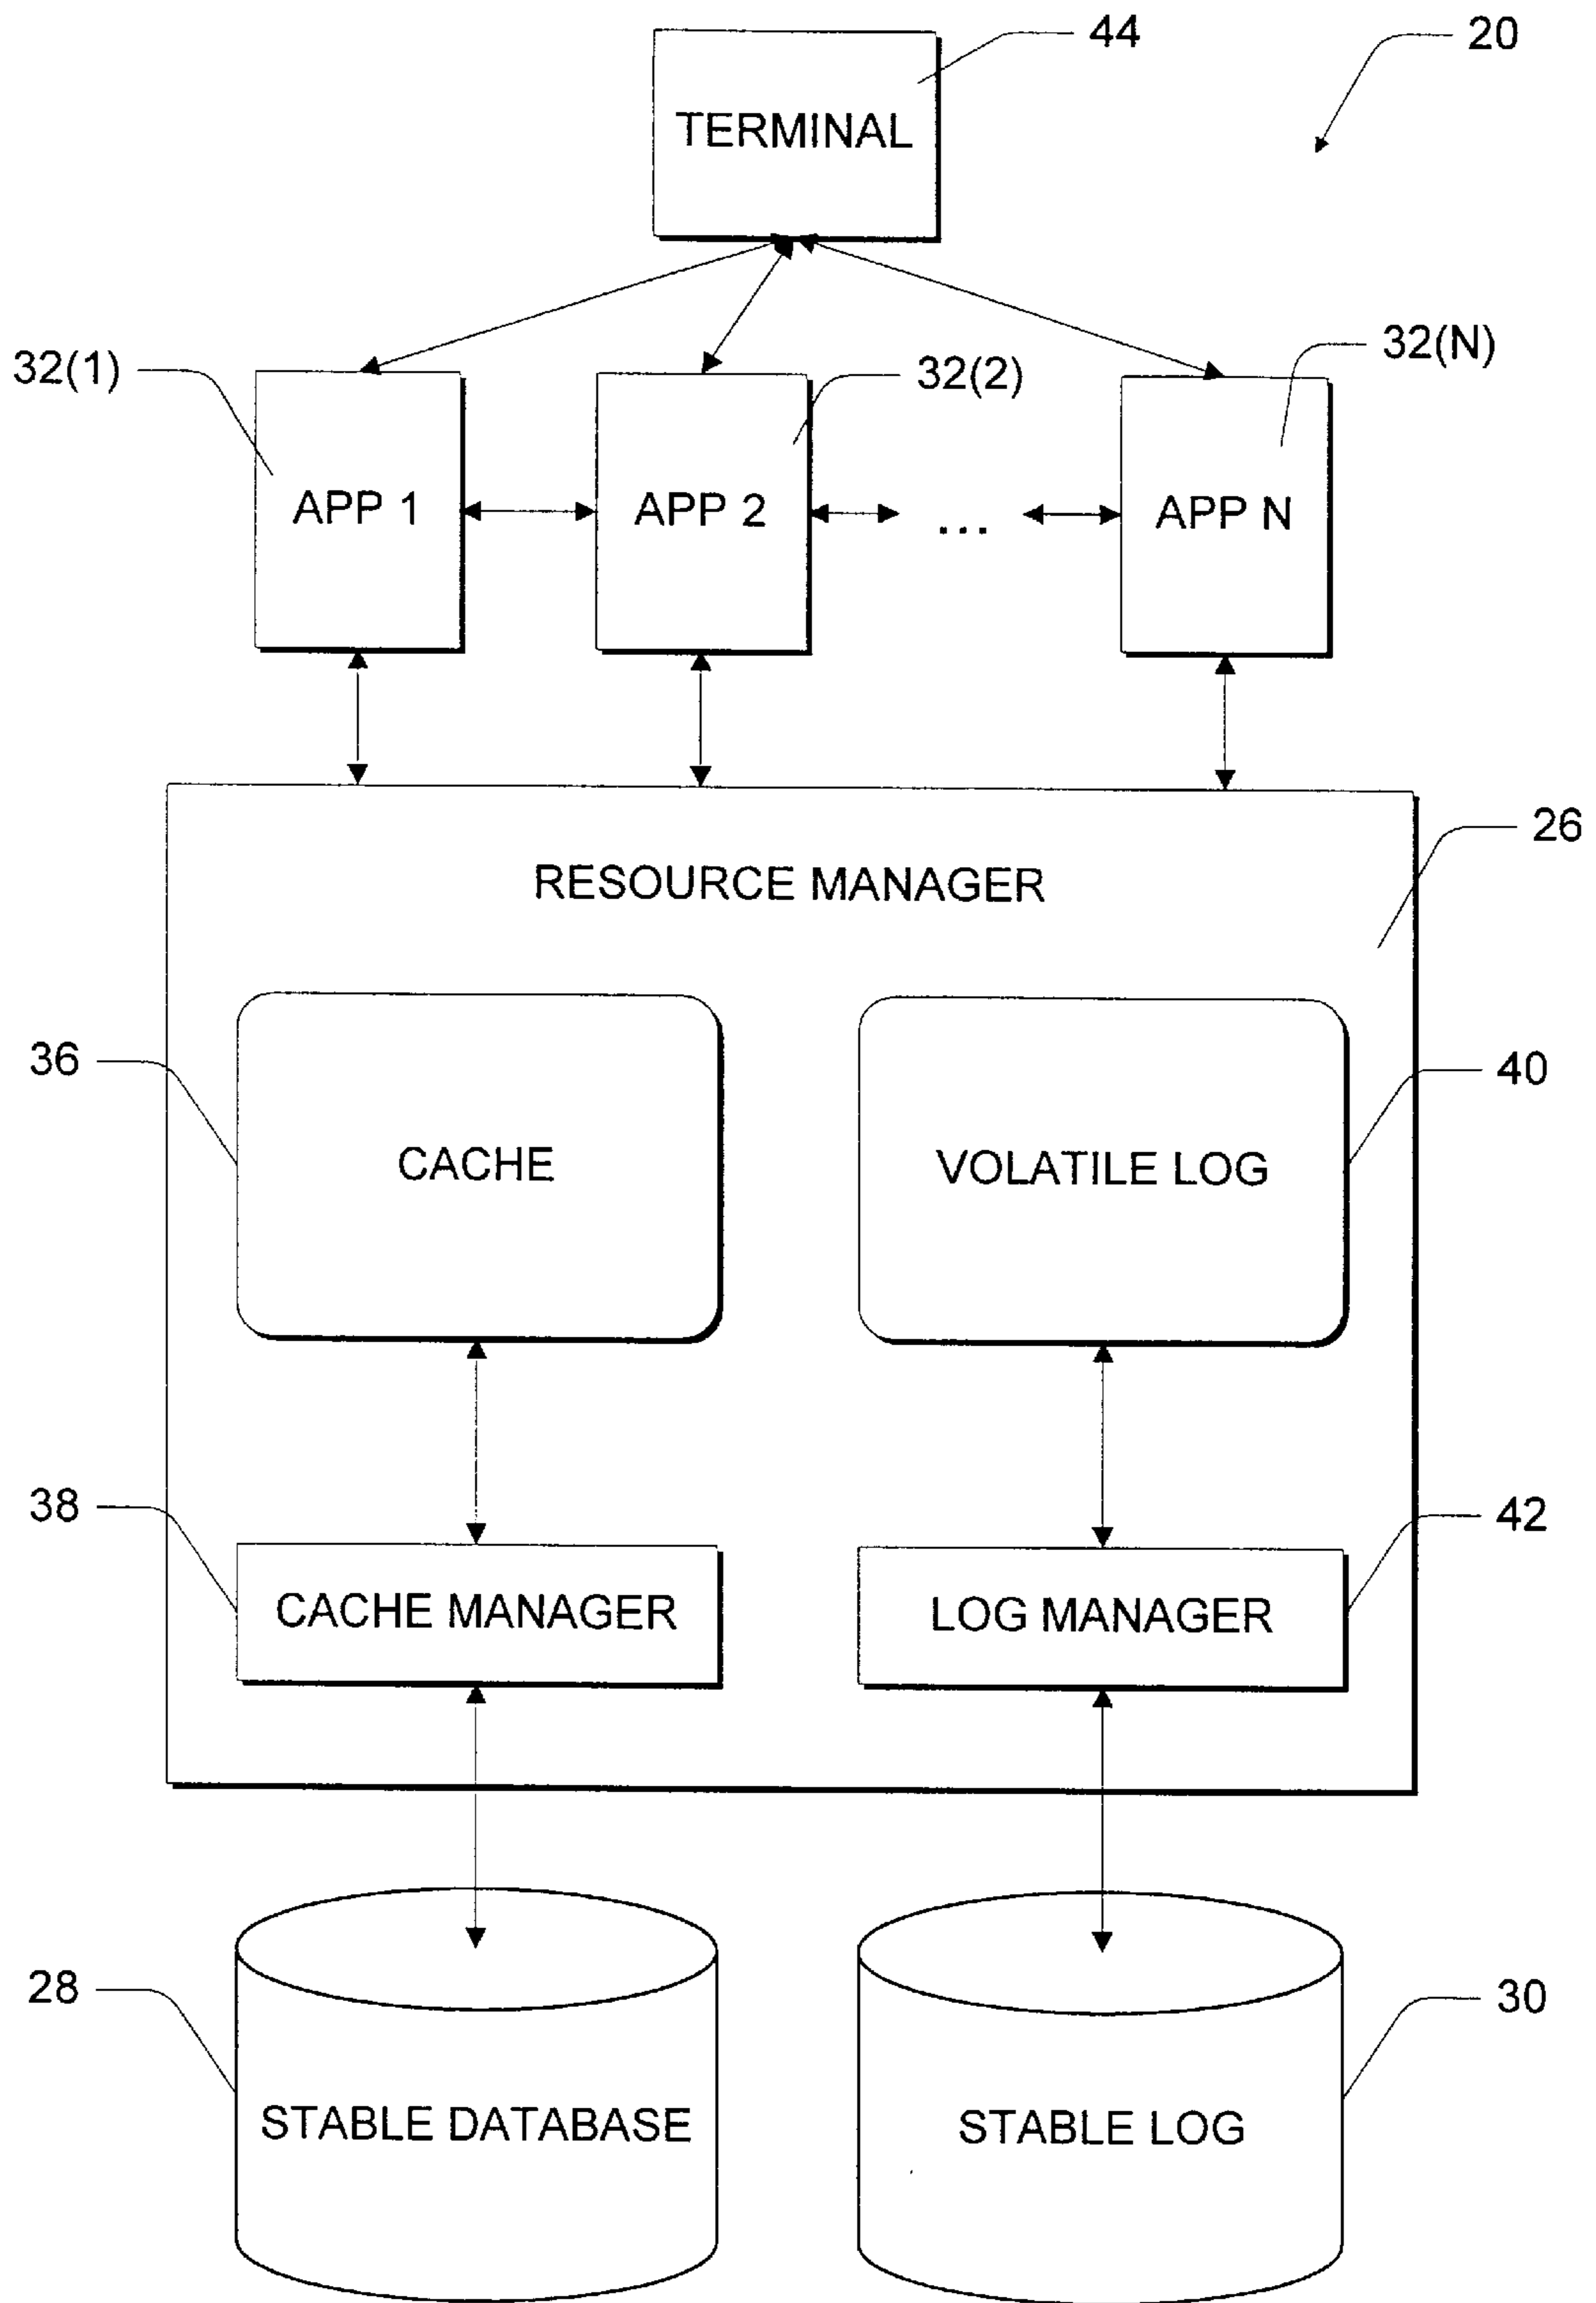 44
20
TERMINAL
32(1)
32(2)
32(N)
APP 1
APP 2
...
APP N
26
RESOURCE MANAGER
36
40
CACHE
VOLATILE LOG
38
42
CACHE MANAGER
LOG MANAGER
28
30
STABLE DATABASE
STABLE LOG